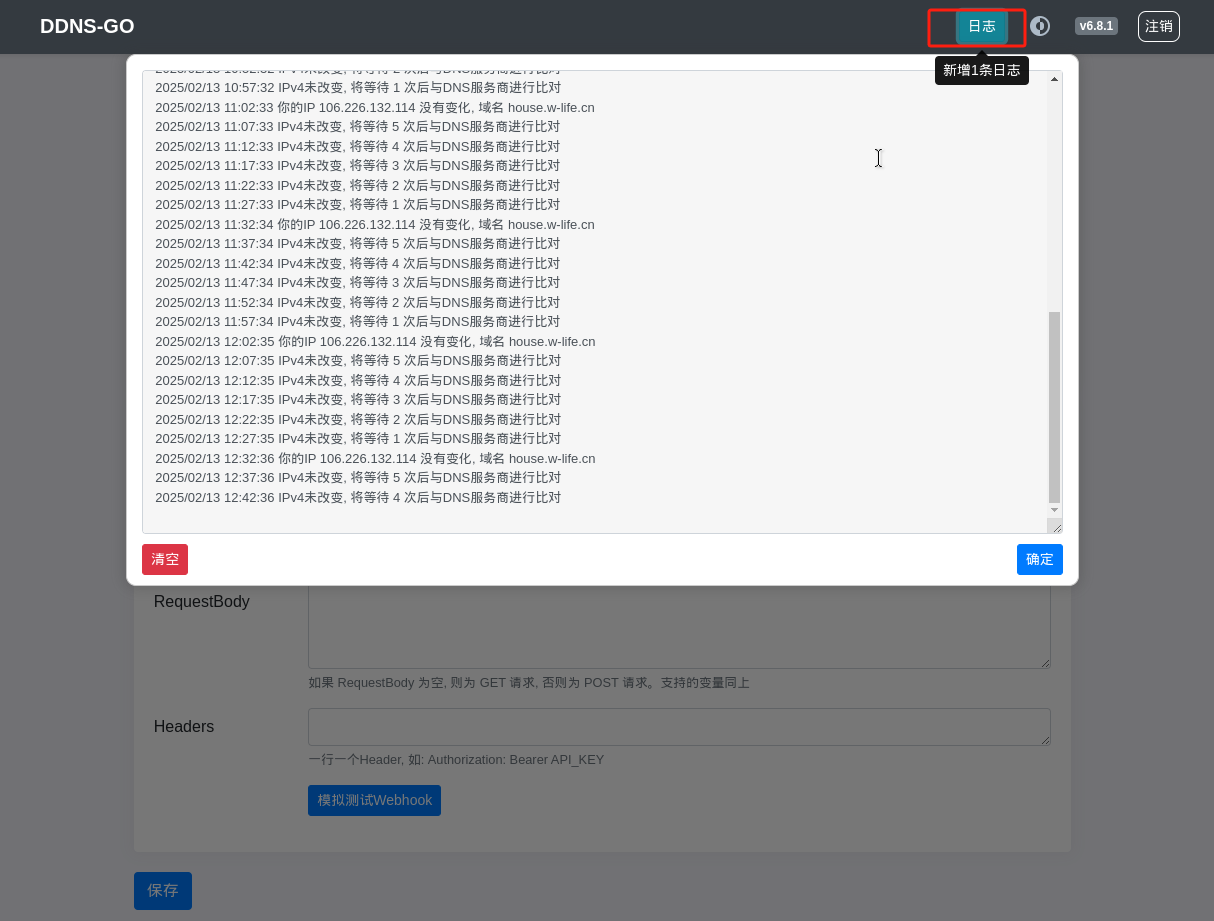 DDNS-GO
日志
v6.8.1
注销
新增1条日志
2025/02/13 10:57:32 IPv4未改变, 将等待 1 次后与DNS服务商进行比对
2025/02/13 11:02:33 你的IP 106.226.132.114 没有变化, 域名 house.w-life.cn
2025/02/13 11:07:33 IPv4未改变, 将等待 5 次后与DNS服务商进行比对
2025/02/13 11:12:33 IPv4未改变, 将等待 4 次后与DNS服务商进行比对
2025/02/13 11:17:33 IPv4未改变, 将等待 3 次后与DNS服务商进行比对
2025/02/13 11:22:33 IPv4未改变, 将等待 2 次后与DNS服务商进行比对
2025/02/13 11:27:33 IPv4未改变, 将等待 1 次后与DNS服务商进行比对
2025/02/13 11:32:34 你的IP 106.226.132.114 没有变化, 域名 house.w-life.cn
2025/02/13 11:37:34 IPv4未改变, 将等待 5 次后与DNS服务商进行比对
2025/02/13 11:42:34 IPv4未改变, 将等待 4 次后与DNS服务商进行比对
2025/02/13 11:47:34 IPv4未改变, 将等待 3 次后与DNS服务商进行比对
2025/02/13 11:52:34 IPv4未改变, 将等待 2 次后与DNS服务商进行比对
2025/02/13 11:57:34 IPv4未改变, 将等待 1 次后与DNS服务商进行比对
2025/02/13 12:02:35 你的IP 106.226.132.114 没有变化, 域名 house.w-life.cn
2025/02/13 12:07:35 IPv4未改变, 将等待 5 次后与DNS服务商进行比对
2025/02/13 12:12:35 IPv4未改变, 将等待 4 次后与DNS服务商进行比对
2025/02/13 12:17:35 IPv4未改变, 将等待 3 次后与DNS服务商进行比对
2025/02/13 12:22:35 IPv4未改变, 将等待 2 次后与DNS服务商进行比对
2025/02/13 12:27:35 IPv4未改变, 将等待 1 次后与DNS服务商进行比对
2025/02/13 12:32:36 你的IP 106.226.132.114 没有变化, 域名 house.w-life.cn
2025/02/13 12:37:36 IPv4未改变, 将等待 5 次后与DNS服务商进行比对
2025/02/13 12:42:36 IPv4未改变, 将等待 4 次后与DNS服务商进行比对
清空
确定
RequestBody
如果 RequestBody 为空, 则为 GET 请求, 否则为 POST 请求。支持的变量同上
Headers
一行一个Header, 如: Authorization: Bearer API_KEY
模拟测试Webhook
保存